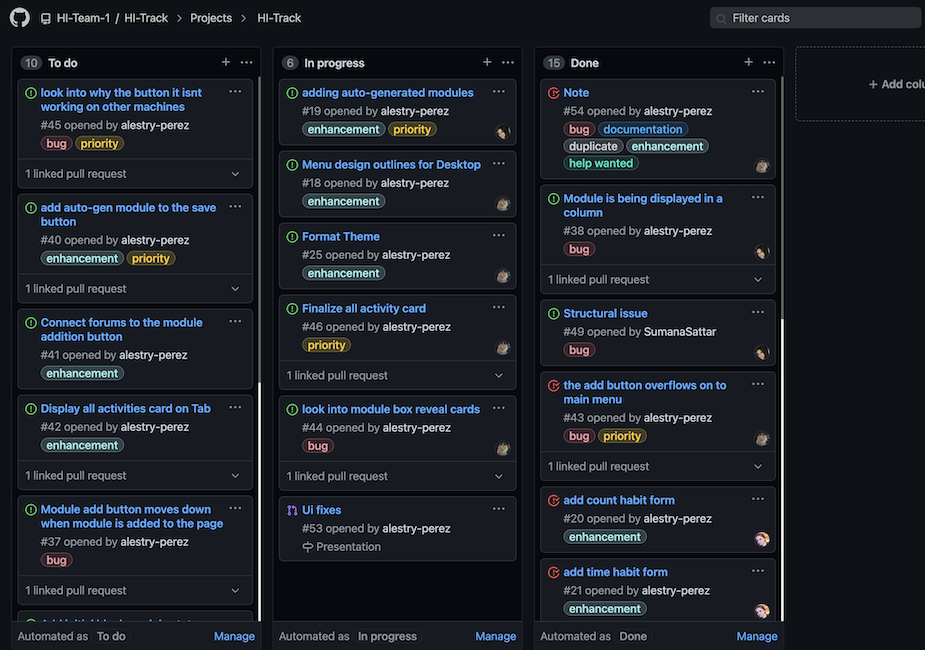 HI-Team-1 / HI-Track > Projects > HI-Track
Filter cards
10 To do
look into why the button it isnt
working on other machines
#45 opened by alestry-perez
bug priority
1 linked pull request
add auto-gen module to the save
button
#40 opened by alestry-perez
enhancement priority
1 linked pull request
Connect forums to the module
addition button
#41 opened by alestry-perez
enhancement
Display all activities card on Tab
#42 opened by alestry-perez
enhancement
1 linked pull request
Module add button moves down
when module is added to the page
#37 opened by alestry-perez
bug
1 linked pull request
Automated as To do
Manage
6 In progress
adding auto-generated modules
#19 opened by alestry-perez
enhancement priority
Menu design outlines for Desktop
#18 opened by alestry-perez
enhancement
Format Theme
#25 opened by alestry-perez
enhancement
Finalize all activity card
#46 opened by alestry-perez
priority
1 linked pull request
look into module box reveal cards
#44 opened by alestry-perez
bug
1 linked pull request
Ui fixes
#53 opened by alestry-perez
Presentation
Automated as In progress
Manage
15 Done
Note
#54 opened by alestry-perez
bug documentation
duplicate enhancement
help wanted
Module is being displayed in a
column
#38 opened by alestry-perez
bug
1 linked pull request
Structural issue
#49 opened by SumanaSattar
bug
the add button overflows on to
main menu
#43 opened by alestry-perez
bug priority
1 linked pull request
add count habit form
#20 opened by alestry-perez
enhancement
add time habit form
#21 opened by alestry-perez
enhancement
Automated as Done
Manage
+ Add colu